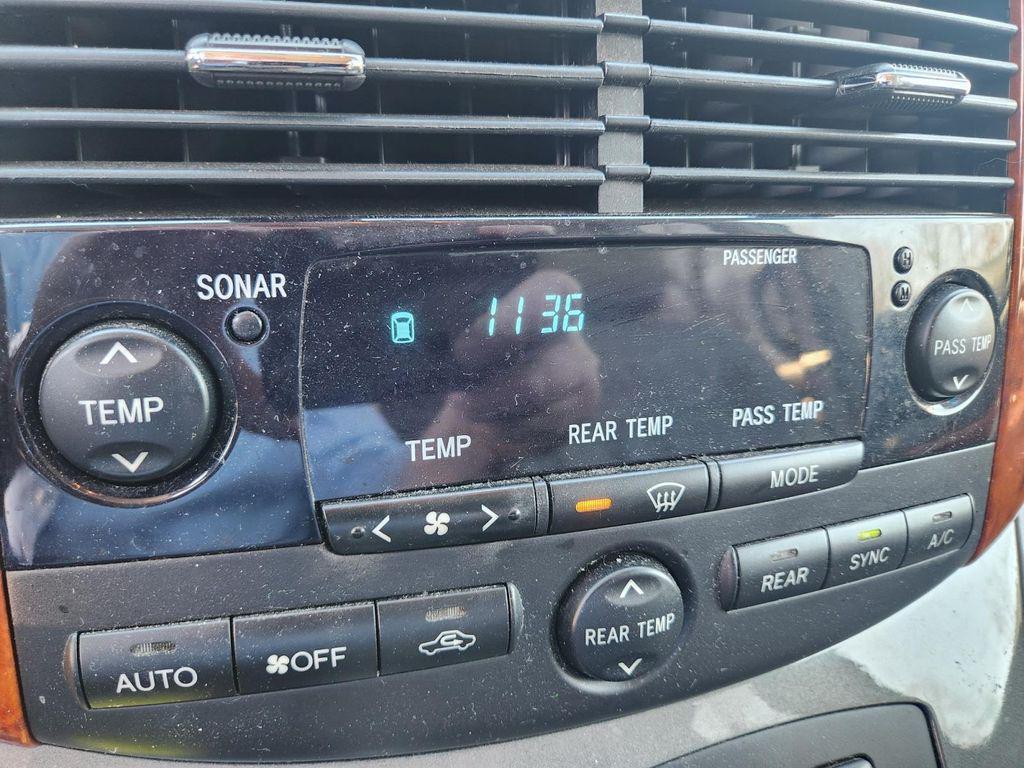 PASSENGER
SONAR
H
M
1136
TEMP
PASS TEMP
TEMP
REAR TEMP
PASS TEMP
MODE
REAR
SYNC
A/C
AUTO
OFF
REAR TEMP